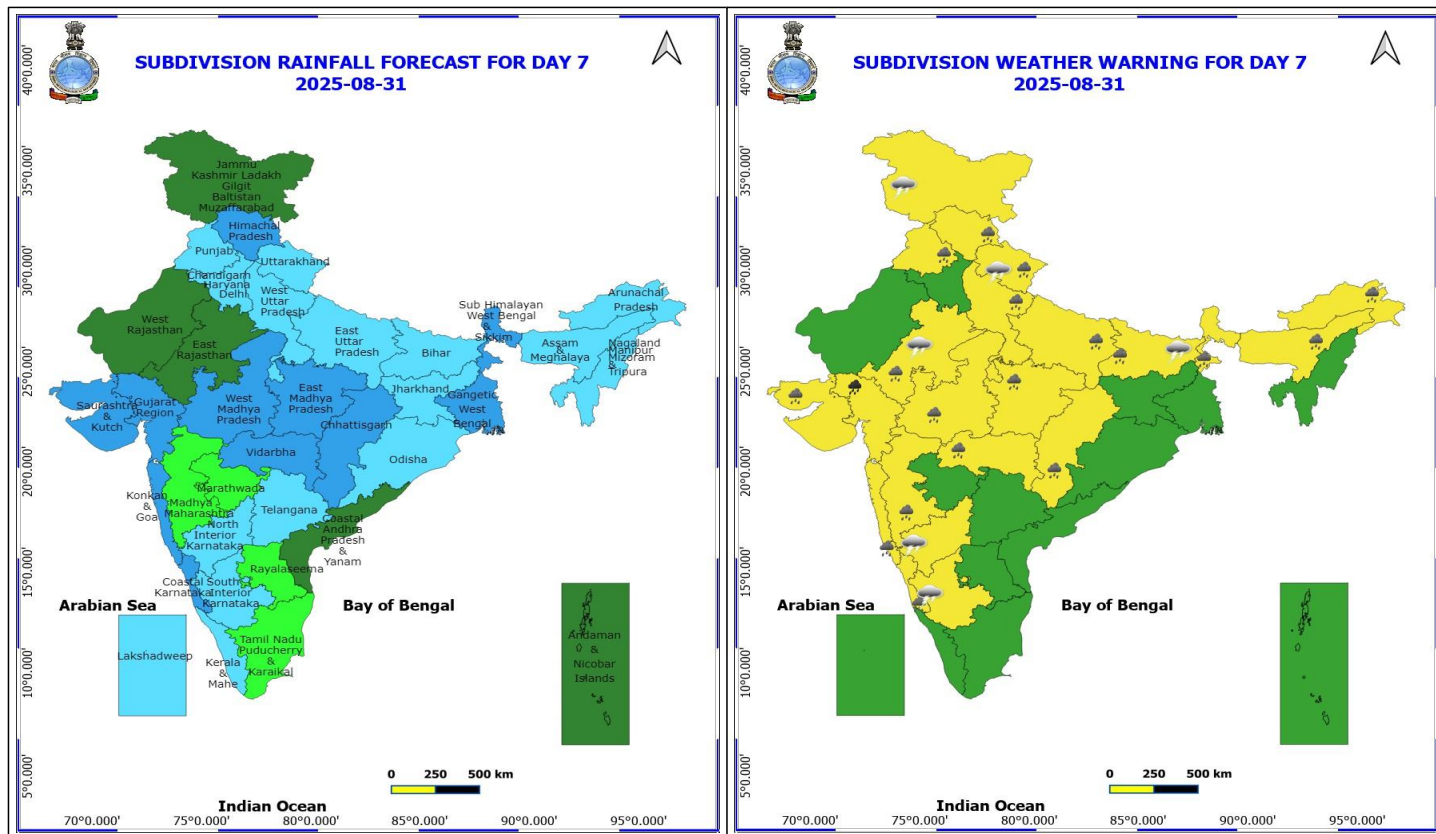 SUBDIVISION RAINFALL FORECAST FOR DAY 7
2025-08-31
40°0.000'
35°0.000'
30°0.000'
25°0.000'
20°0.000'
15°0.000'
10°0.000'
5°0.000'
Jammu
Kashmir Ladakh
Gilgit
Baltistan
Muzaffarabad
Himachal
Pradesh
Punjab
Uttarakhand
Chandigarh
Haryana
Delhi
West
Uttar
Pradesh
West
Rajasthan
East
Rajasthan
East
Uttar
Pradesh
Bihar
Sub Himalayan
West Bengal
&
Sikkim
Arunachal
Pradesh
Assam
&
Meghalaya
Nagaland
Manipur
Mizoram
&
Tripura
Jharkhand
Gangetic
West
Bengal
Saurashtra
&
Kutch
Gujarat
Region
West
Madhya
Pradesh
East
Madhya
Pradesh
Chhattisgarh
Vidarbha
Odisha
Konkan
&
Goa
Madhya
Maharashtra
Marathwada
Telangana
North
Interior
Karnataka
Coastal
Andhra
Pradesh
&
Yanam
Rayalaseema
Coastal
Karnataka
South
Interior
Karnataka
Tamil Nadu
Puducherry
&
Karaikal
Kerala
&
Mahe
Arabian Sea
Bay of Bengal
Lakshadweep
Andaman
&
Nicobar
Islands
0 250 500 km
Indian Ocean
70°0.000' 75°0.000' 80°0.000' 85°0.000' 90°0.000' 95°0.000'
SUBDIVISION WEATHER WARNING FOR DAY 7
2025-08-31
40°0.000'
35°0.000'
30°0.000'
25°0.000'
20°0.000'
15°0.000'
10°0.000'
5°0.000'
Arabian Sea
Bay of Bengal
0 250 500 km
Indian Ocean
70°0.000' 75°0.000' 80°0.000' 85°0.000' 90°0.000' 95°0.000'